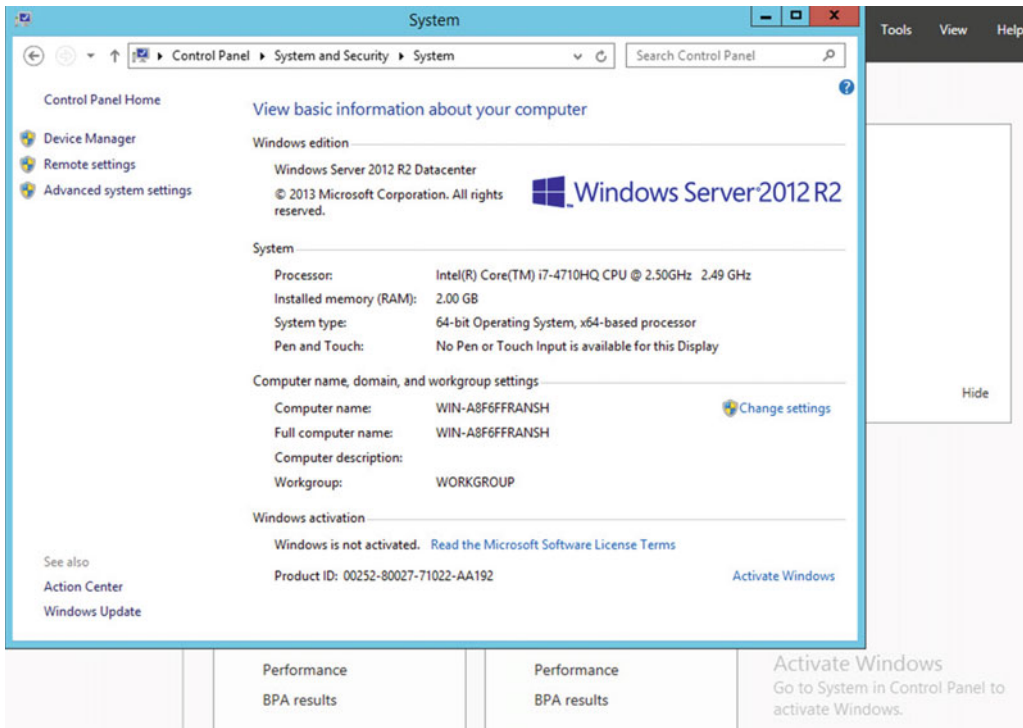 System
Tools View Help
Control Panel System and Security System
Search Control Panel
Control Panel Home
Device Manager
Remote settings
Advanced system settings
See also
Action Center
Windows Update
View basic information about your computer
Windows edition
Windows Server 2012 R2 Datacenter
© 2013 Microsoft Corporation. All rights
reserved.
Windows Server 2012 R2
System
Processor: Intel(R) Core(TM) i7-4710HQ CPU @ 2.50GHz 2.49 GHz
Installed memory (RAM): 2.00 GB
System type: 64-bit Operating System, x64-based processor
Pen and Touch: No Pen or Touch Input is available for this Display
Computer name, domain, and workgroup settings
Computer name: WIN-A8F6FFRANSH Change settings
Full computer name: WIN-A8F6FFRANSH
Computer description:
Workgroup: WORKGROUP
Windows activation
Windows is not activated. Read the Microsoft Software License Terms
Product ID: 00252-80027-71022-AA192 Activate Windows
Hide
Performance Performance
BPA results BPA results
Activate Windows
Go to System in Control Panel to
activate Windows.